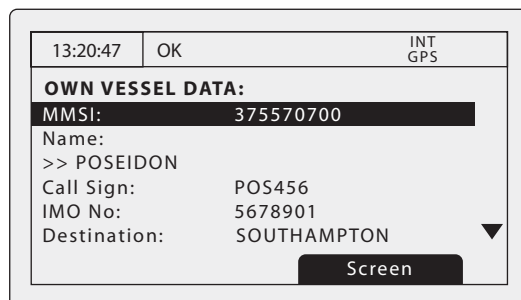 13:20:47 OK INT
GPS
OWN VESSEL DATA:
MMSI: 375570700
Name:
>> POSEIDON
Call Sign: POS456
IMO No: 5678901
Destination: SOUTHAMPTON
Screen